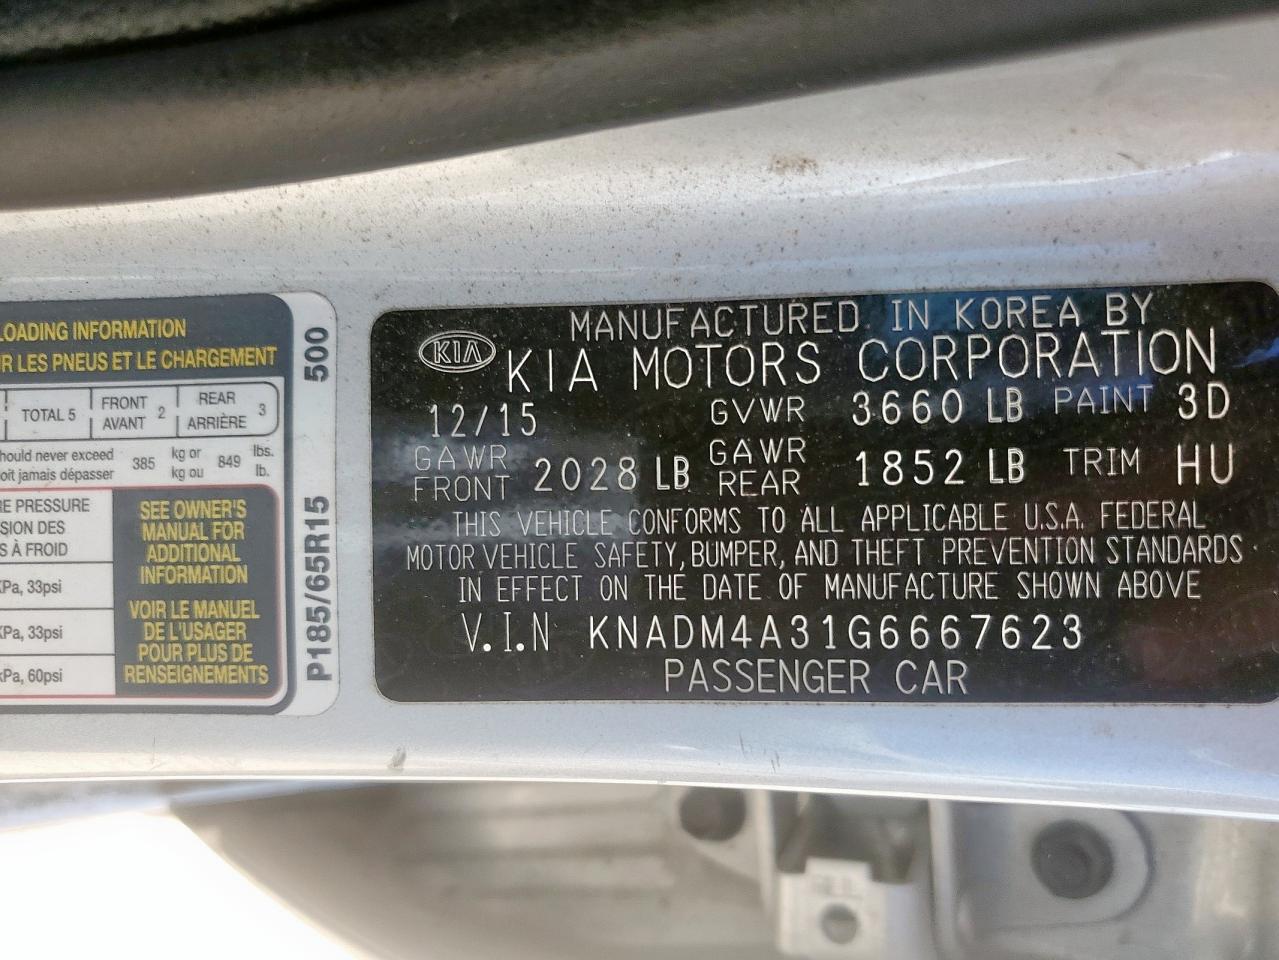 LOADING INFORMATION
R LES PNEUS ET LE CHARGEMENT
TOTAL 5
FRONT
AVANT 2
REAR
ARRIÈRE 3
hould never exceed
oit jamais dépasser
385 kg or
kg ou
849 lbs.
lb.
E PRESSURE
SION DES
S À FROID
kPa, 33psi
kPa, 33psi
kPa, 60psi
SEE OWNER'S
MANUAL FOR
ADDITIONAL
INFORMATION
VOIR LE MANUEL
DE L'USAGER
POUR PLUS DE
RENSEIGNEMENTS
P185/65R15 500
MANUFACTURED IN KOREA BY
KIA KIA MOTORS CORPORATION
12/15 GVWR 3660 LB PAINT 3D
GAWR FRONT 2028 LB GAWR REAR 1852 LB TRIM HU
THIS VEHICLE CONFORMS TO ALL APPLICABLE U.S.A. FEDERAL
MOTOR VEHICLE SAFETY, BUMPER, AND THEFT PREVENTION STANDARDS
IN EFFECT ON THE DATE OF MANUFACTURE SHOWN ABOVE
V.I.N KNADM4A31G6667623
PASSENGER CAR